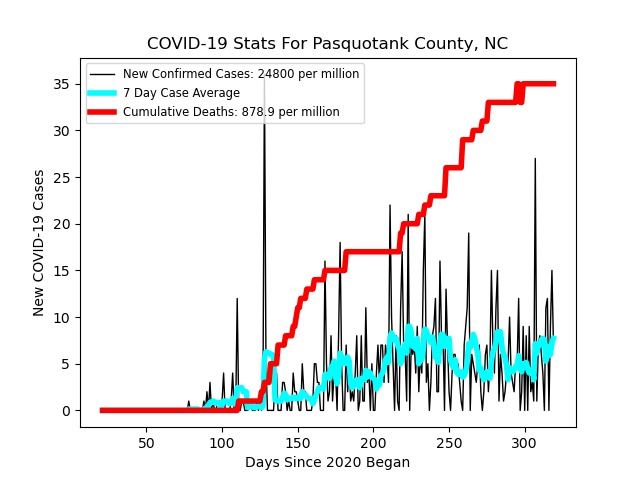 COVID-19 Stats For Pasquotank County, NC
New Confirmed Cases: 24800 per million
7 Day Case Average
Cumulative Deaths: 878.9 per million
New COVID-19 Cases
35
30
25
20
15
10
5
0
50 100 150 200 250 300
Days Since 2020 Began